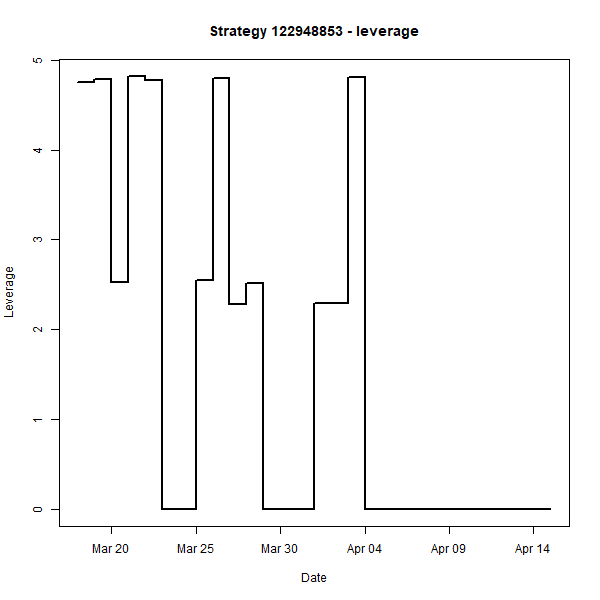 Strategy 122948853 - leverage
5
4
3
2
1
0
Leverage
Mar 20
Mar 25
Mar 30
Apr 04
Apr 09
Apr 14
Date